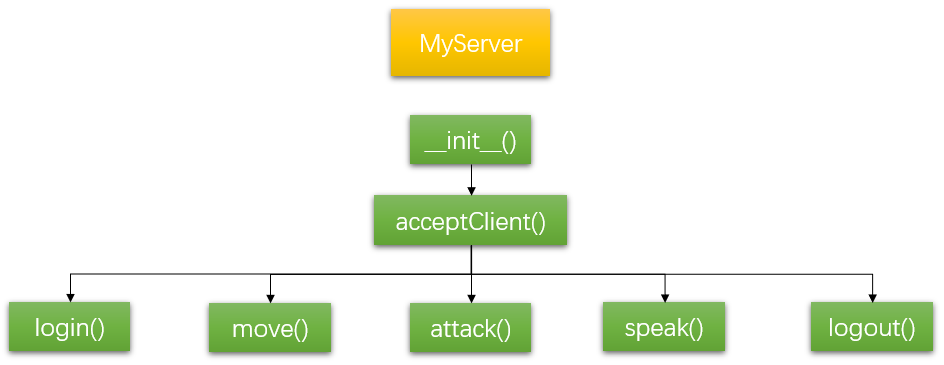 MyServer
__init__()
acceptClient()
login()
move()
attack()
speak()
logout()